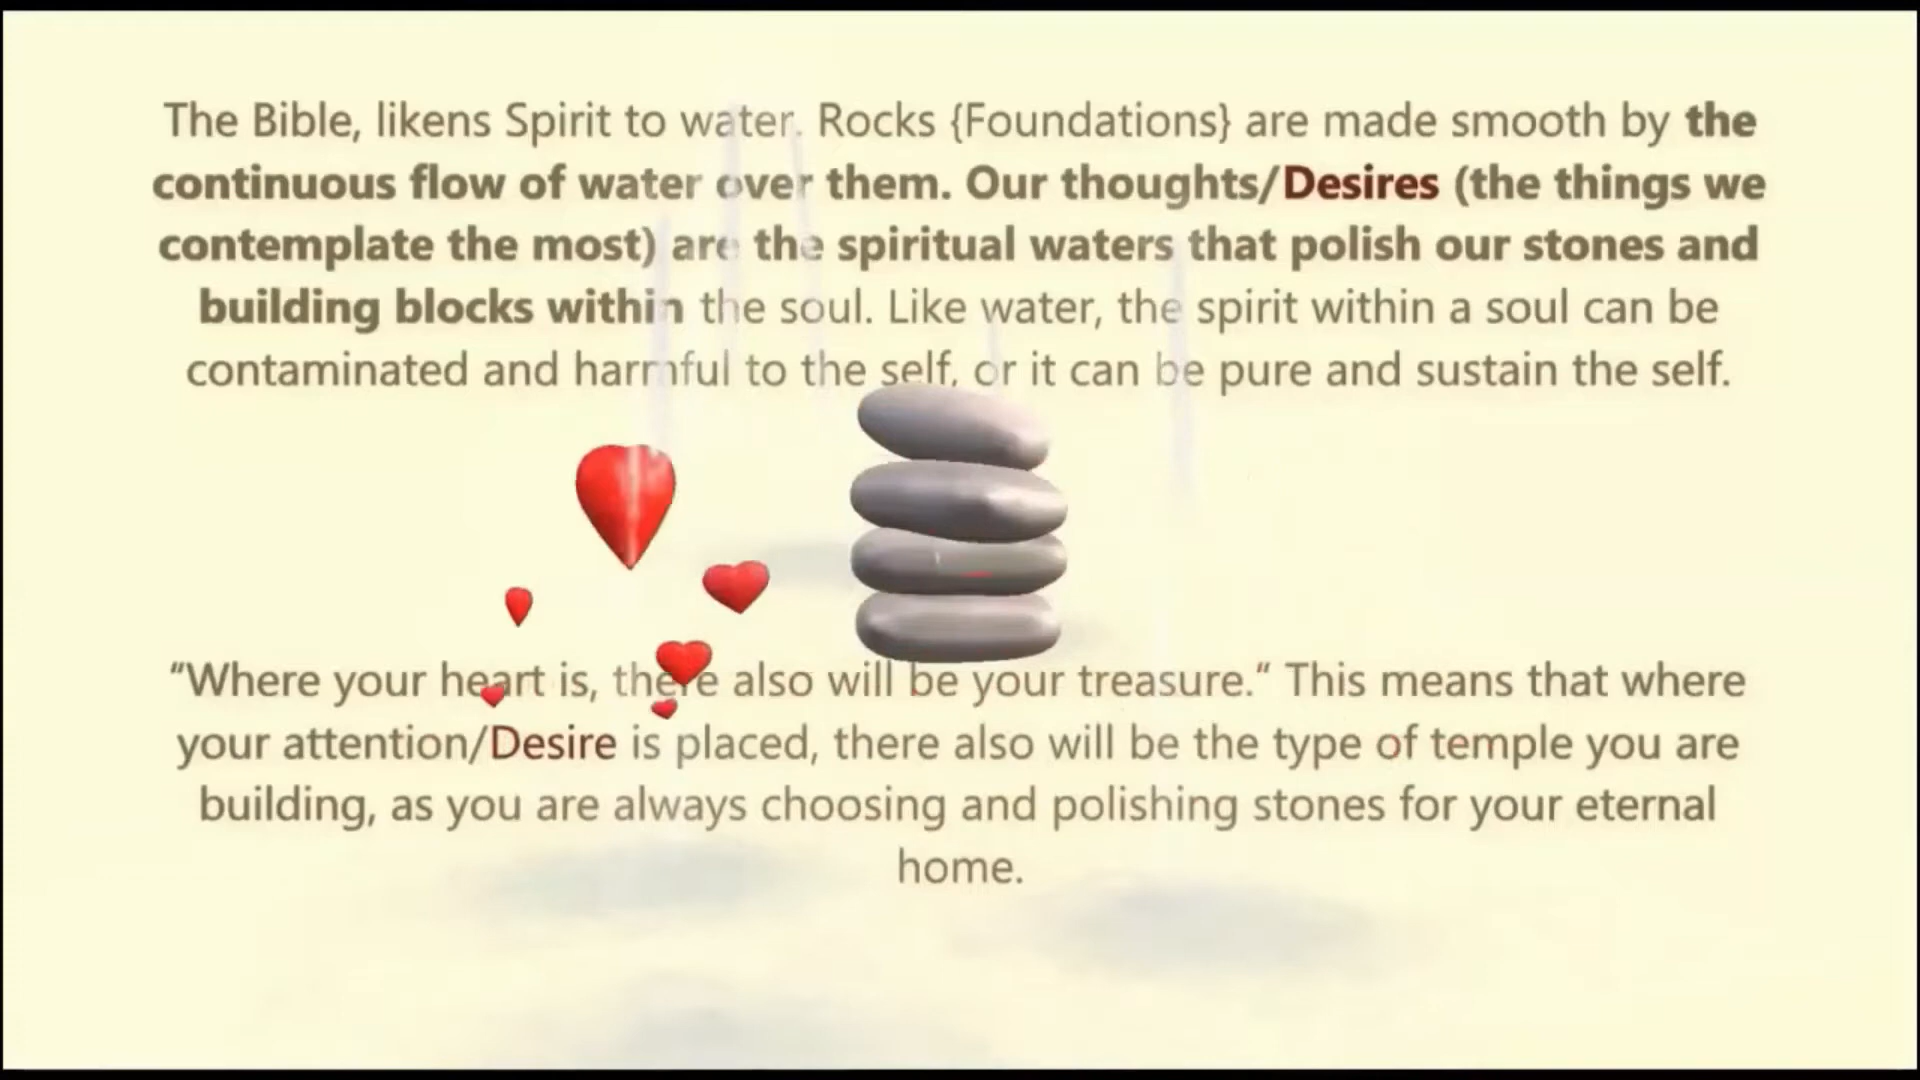 The Bible, likens Spirit to water. Rocks {Foundations} are made smooth by the
continuous flow of water over them. Our thoughts/Desires (the things we
contemplate the most) are the spiritual waters that polish our stones and
building blocks within the soul. Like water, the spirit within a soul can be
contaminated and harmful to the self, or it can be pure and sustain the self.
“Where your heart is, there also will be your treasure.“ This means that where
your attention/Desire is placed, there also will be the type of temple you are
building, as you are always choosing and polishing stones for your eternal
home.